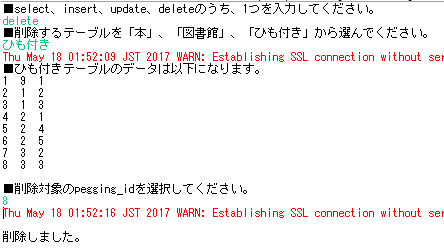 ■select、insert、update、deleteのうち、1つを入力してください。
delete
■削除するテーブルを「本」、「図書館」、「ひも付き」から選んでください。
ひも付き
Thu May 18 01:52:09 JST 2017 WARN: Establishing SSL connection without ser
■ひも付きテーブルのデータは以下になります。
1 9 1
2 1 2
3 1 3
4 2 1
5 2 4
6 2 5
7 3 2
8 3 3
■削除対象のpegging_idを選択してください。
8
Thu May 18 01:52:16 JST 2017 WARN: Establishing SSL connection without ser
削除しました。